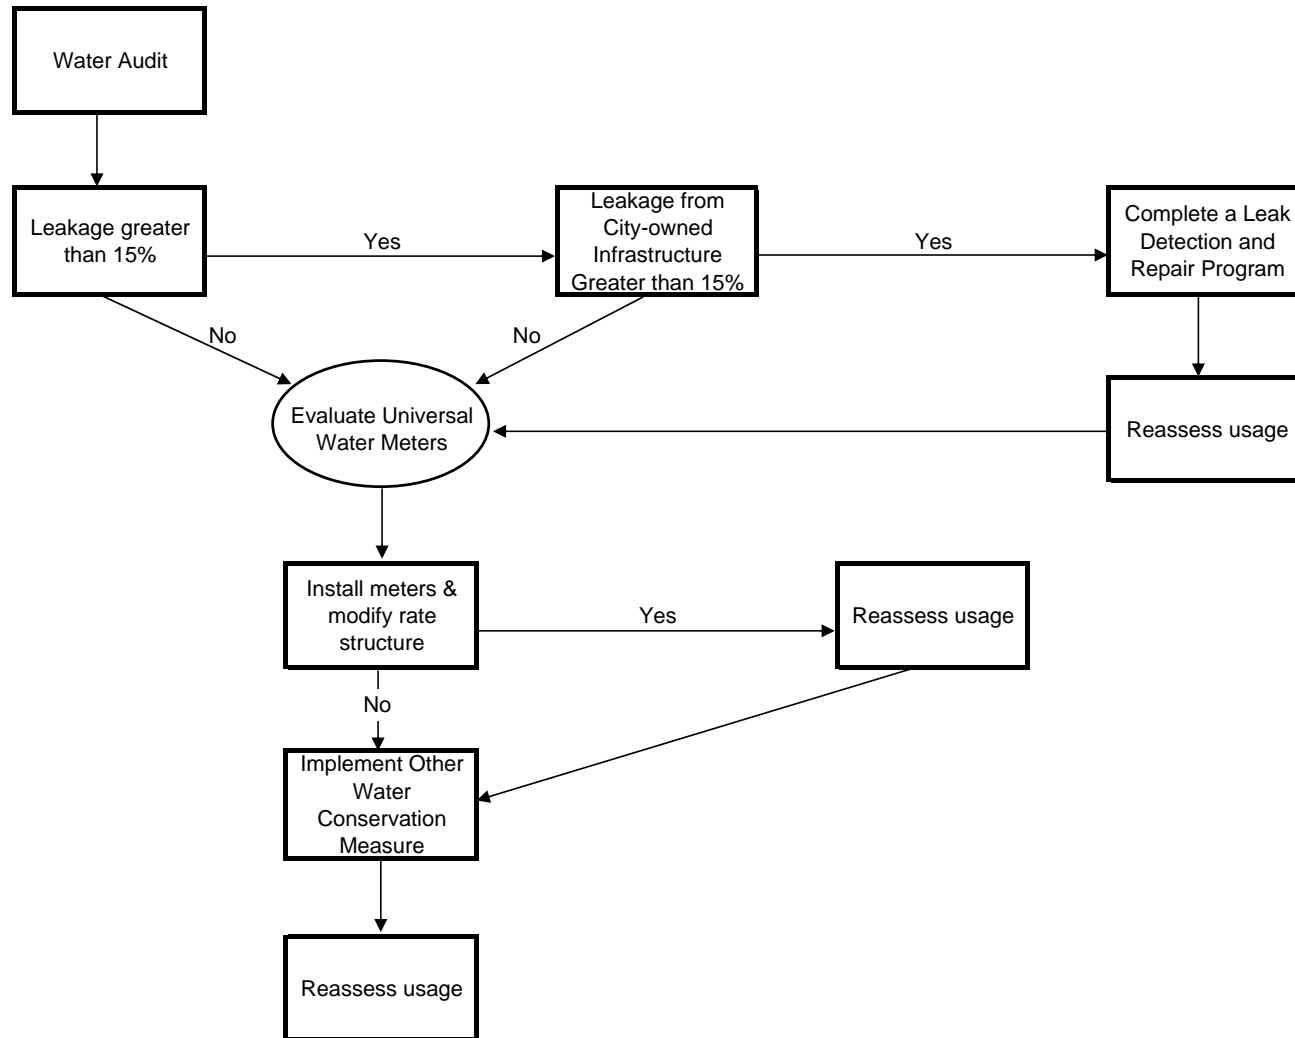 Water Audit
Leakage greater
than 15%
Yes
Leakage from
City-owned
Infrastructure
Greater than 15%
Yes
Complete a Leak
Detection and
Repair Program
No
No
Evaluate Universal
Water Meters
Reassess usage
Install meters &
modify rate
structure
Yes
Reassess usage
No
Implement Other
Water
Conservation
Measure
Reassess usage